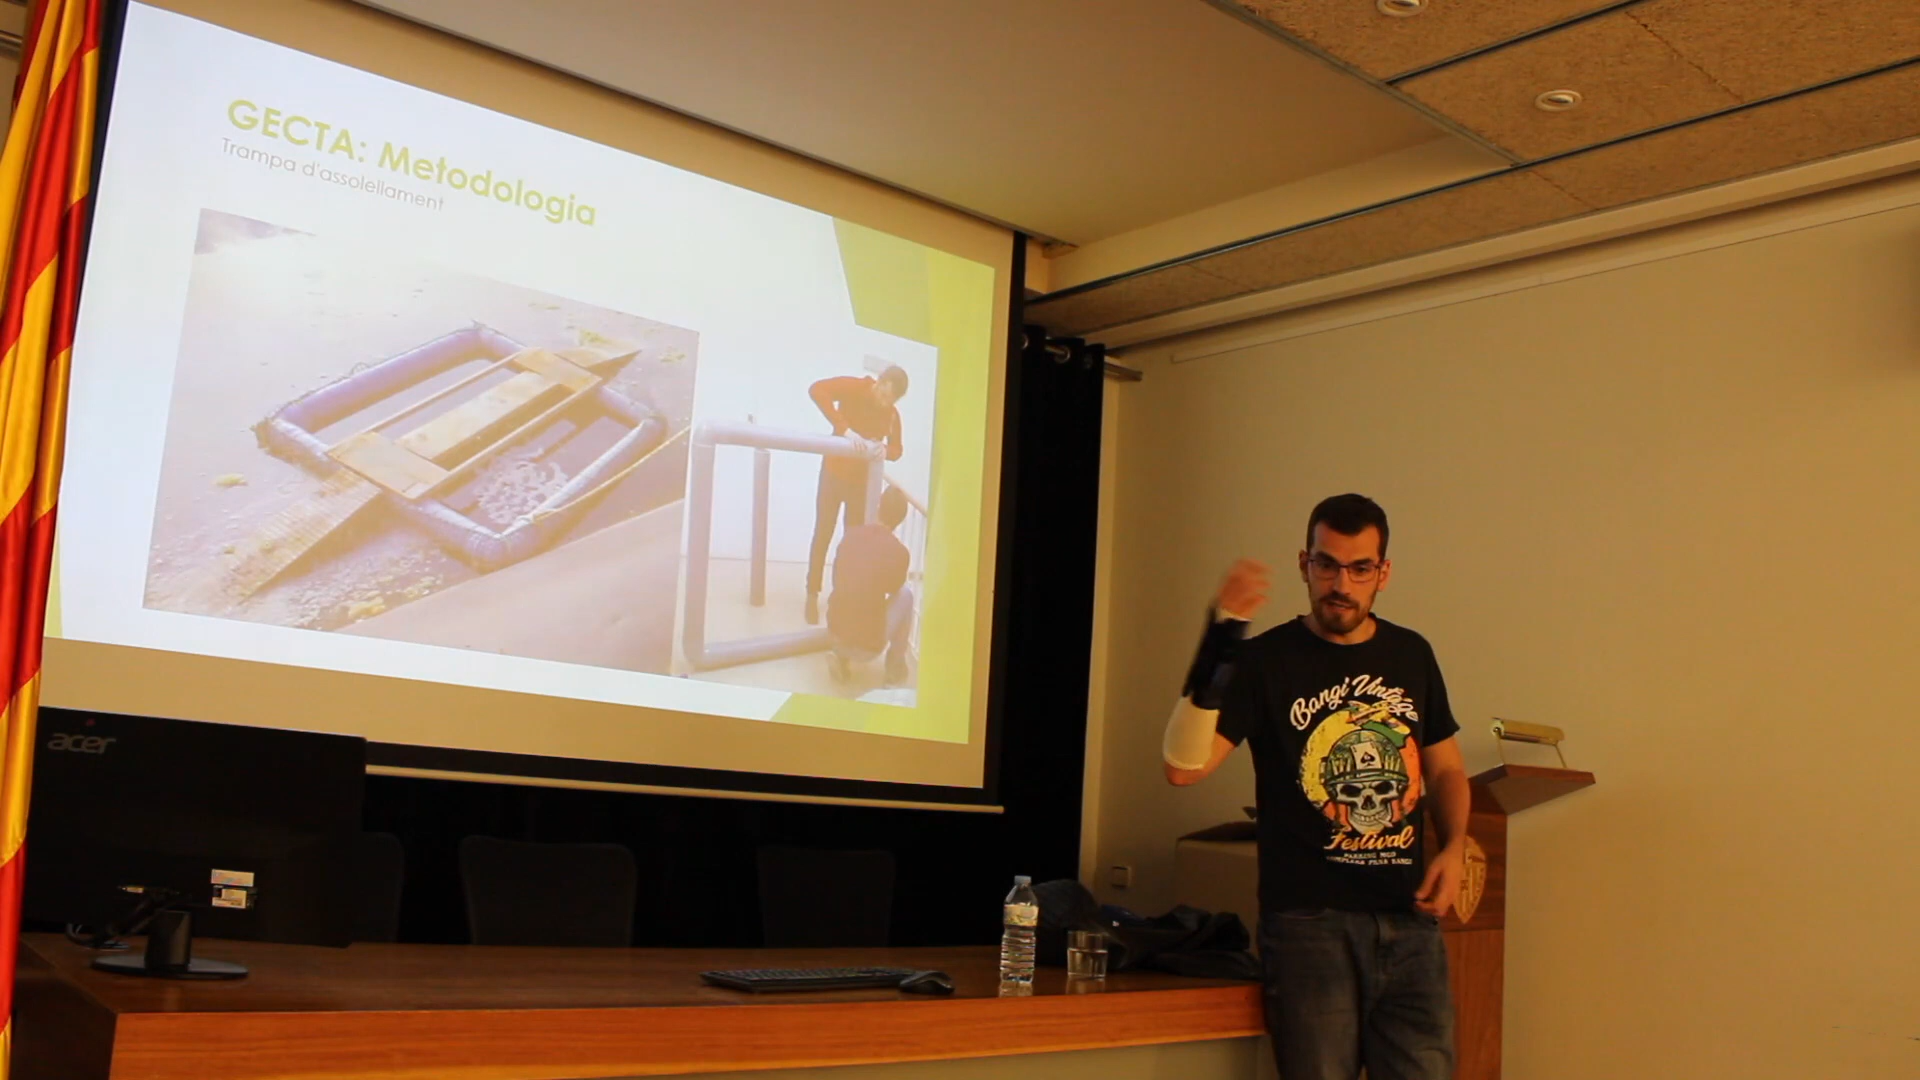 GECTA: Metodologia
Trampa d'assolellament
acer
Bangi Vintage
Festival